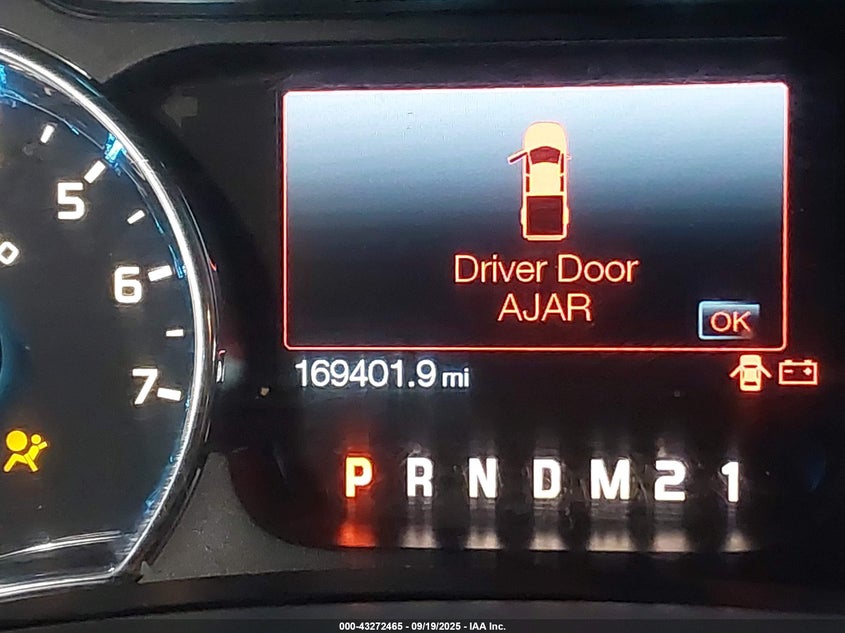 5
6
7
Driver Door
AJAR
OK
169401.9 mi
P R N D M 2 1
000-43272465 - 09/19/2025 - IAA Inc.